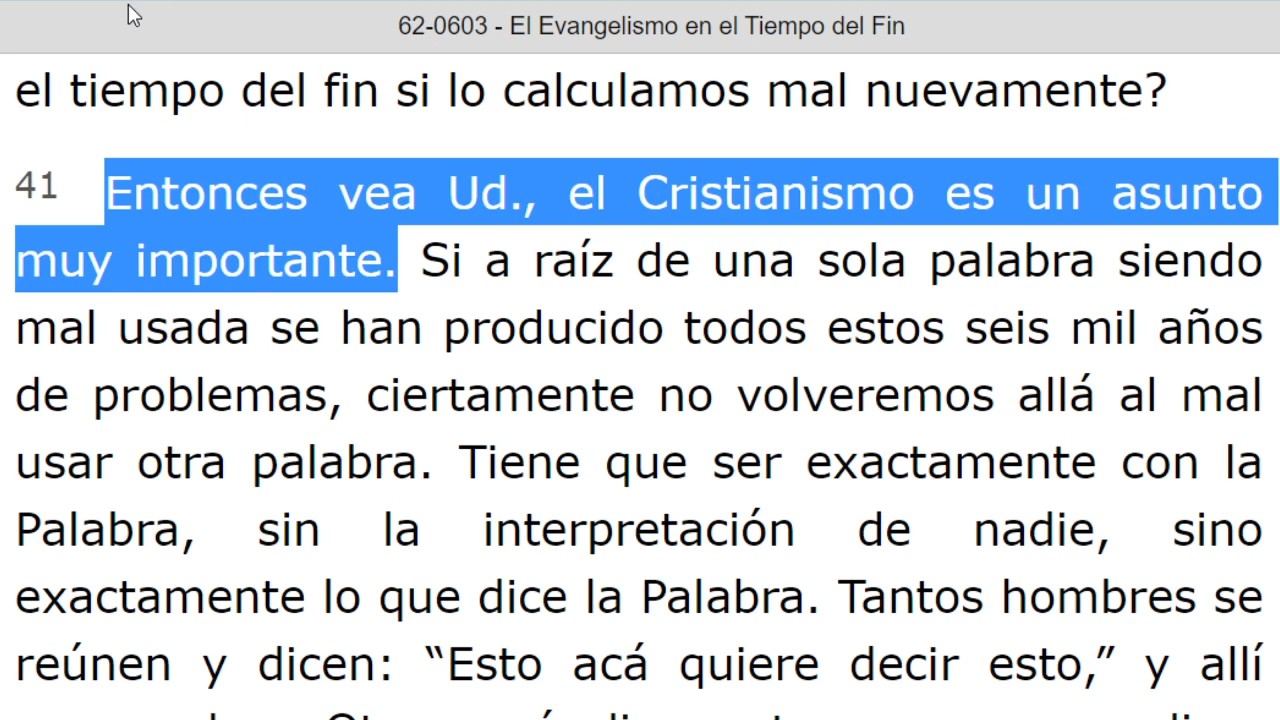 62-0603 - El Evangelismo en el Tiempo del Fin
el tiempo del fin si lo calculamos mal nuevamente?
41 Entonces vea Ud., el Cristianismo es un asunto
muy importante. Si a raíz de una sola palabra siendo
mal usada se han producido todos estos seis mil años
de problemas, ciertamente no volveremos allá al mal
usar otra palabra. Tiene que ser exactamente con la
Palabra, sin la interpretación de nadie, sino
exactamente lo que dice la Palabra. Tantos hombres se
reúnen y dicen: “Esto acá quiere decir esto,” y allí